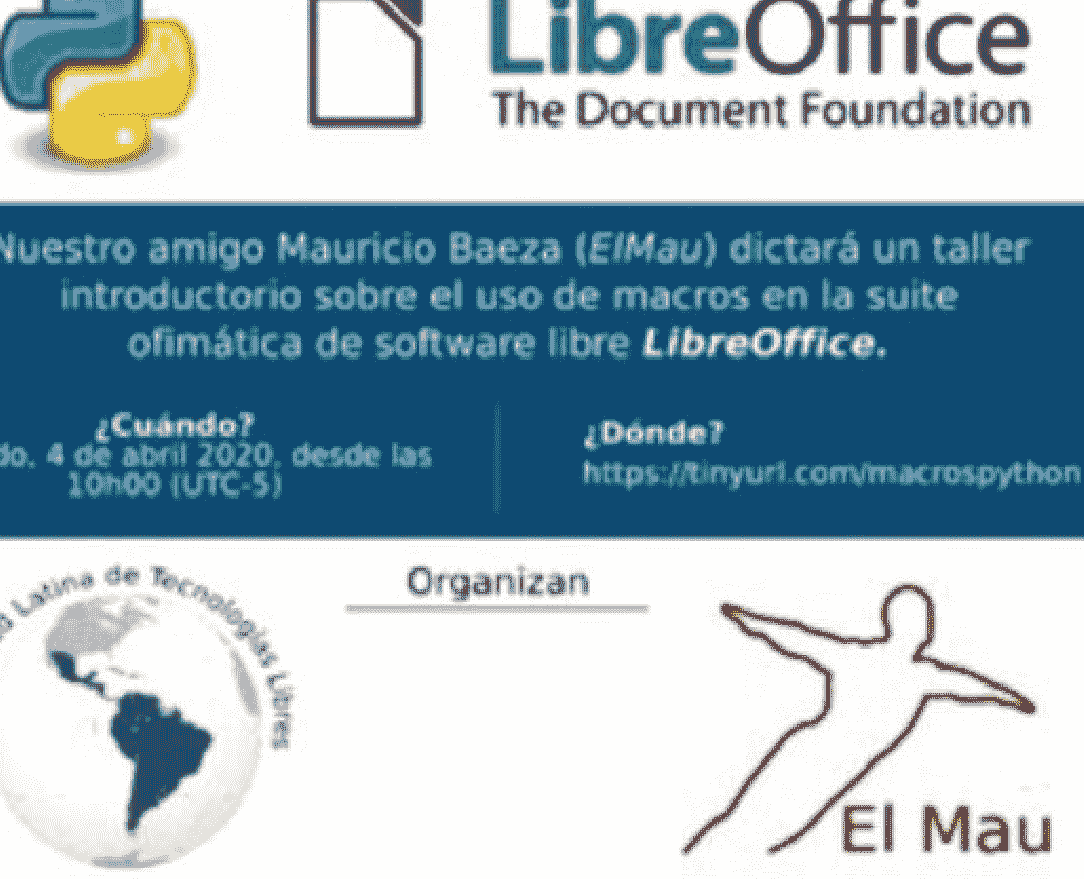 LibreOffice
The Document Foundation
Nuestro amigo Mauricio Baeza (ElMau) dictará un taller
introductorio sobre el uso de macros en la suite
ofimática de software libre LibreOffice.
¿Cuándo?
do, 4 de abril 2020, desde las
10h00 (UTC-5)
¿Dónde?
https://tinyurl.com/macrospython
Organizan
Latina de Tecnologías Libres
El Mau